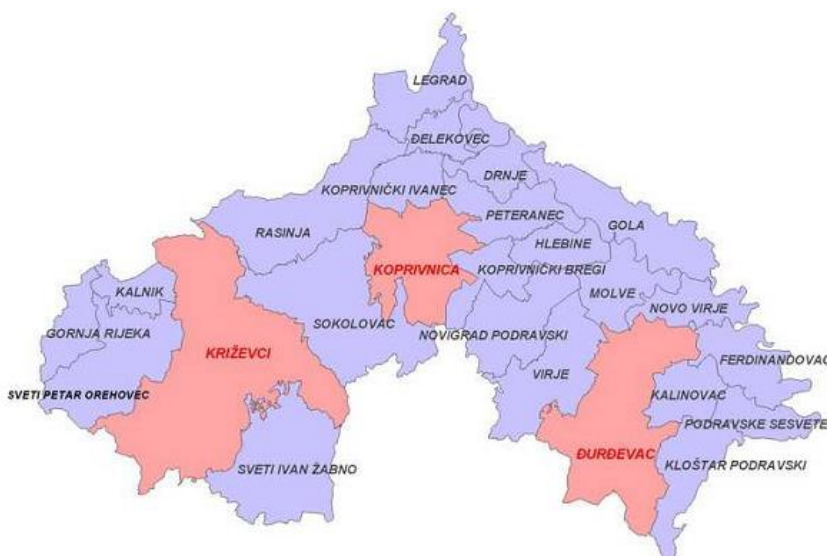 LEGRAD
ĐELEKOVEC
DRNJE
KOPRIVNIČKI IVANEC
PETERANEC
GOLA
RASINJA
HLEBINE
KOPRIVNICA
KOPRIVNIČKI BREGI
KALNIK
MOLVE
NOVO VIRJE
SOKOLOVAC
GORNJA RIJEKA
NOVIGRAD PODRAVSKI
KRIŽEVCI
FERDINANDOVAC
VIRJE
SVETI PETAR OREHOVEC
KALINOVAC
PODRAVSKE SESVETE
ĐURĐEVAC
KLOŠTAR PODRAVSKI
SVETI IVAN ŽABNO